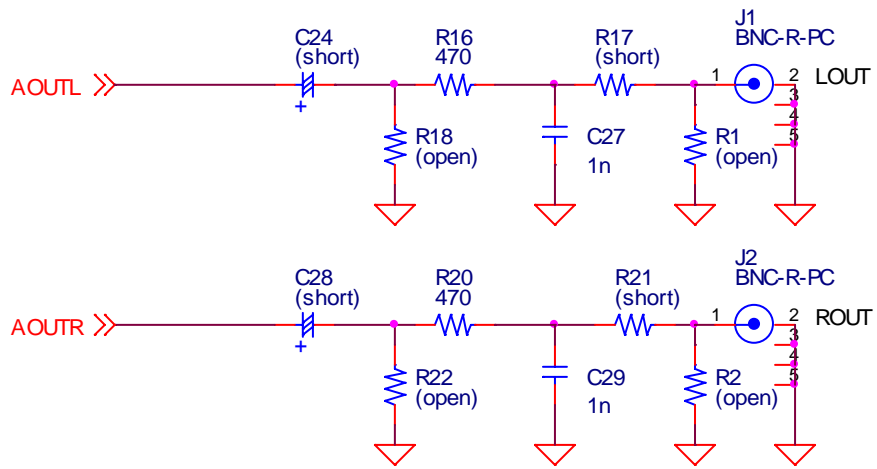 J1
BNC-R-PC
C24
(short)
R16
470
R17
(short)
AOUTL
1
2
LOUT
3
4
5
+
R18
(open)
C27
1n
R1
(open)
J2
BNC-R-PC
C28
(short)
R20
470
R21
(short)
AOUTR
1
2
ROUT
3
4
5
+
R22
(open)
C29
1n
R2
(open)